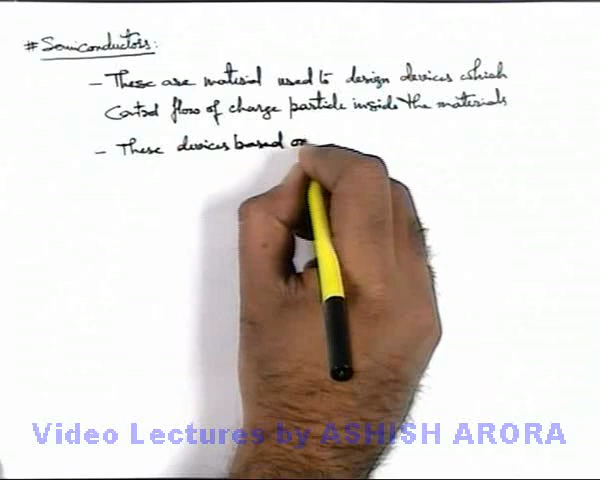 # Semiconductors:
- These are material used to design devices which
Control flow of charge particle inside the materials
- These devices based on
Video Lectures by ASHISH ARORA